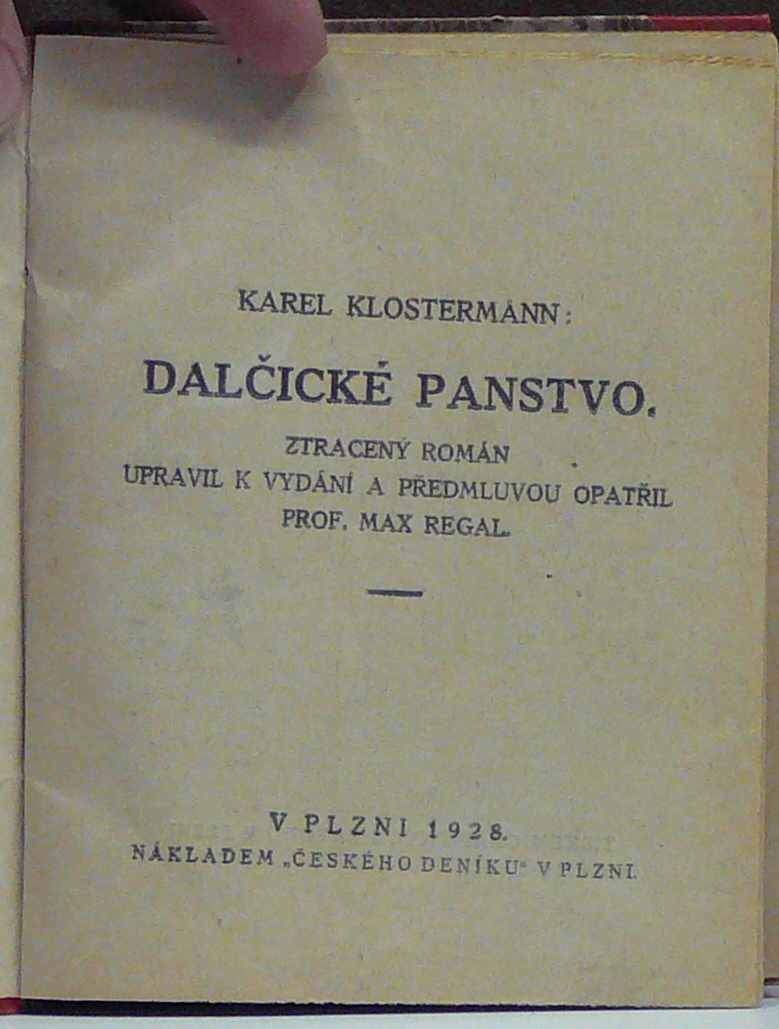 KAREL KLOSTERMANN:
DALČICKÉ PANSTVO.
ZTRACENÝ ROMÁN
UPRAVIL K VYDÁNÍ A PŘEDMLUVOU OPATŘIL
PROF. MAX REGAL.
V PLZNI 1928.
NÁKLADEM „ČESKÉHO DENÍKU“ V PLZNI.